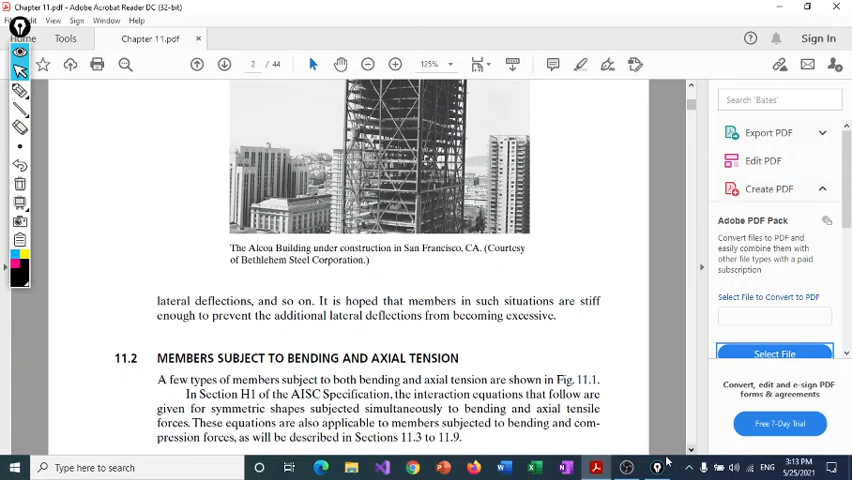 Chapter 11.pdf - Adobe Acrobat Reader DC (32-bit)
View Sign Window Help
Home Tools Chapter 11.pdf × Sign In
2 / 44 125%
Search 'Bates'
Export PDF
Edit PDF
Create PDF
Adobe PDF Pack
Convert files to PDF and
easily combine them with
other file types with a paid
subscription
Select File to Convert to PDF
Select File
Convert, edit and e-sign PDF
forms & agreements
Free 7-Day Trial
The Alcoa Building under construction in San Francisco, CA. (Courtesy
of Bethlehem Steel Corporation.)
lateral deflections, and so on. It is hoped that members in such situations are stiff
enough to prevent the additional lateral deflections from becoming excessive.
11.2 MEMBERS SUBJECT TO BENDING AND AXIAL TENSION
A few types of members subject to both bending and axial tension are shown in Fig. 11.1.
In Section H1 of the AISC Specification, the interaction equations that follow are
given for symmetric shapes subjected simultaneously to bending and axial tensile
forces. These equations are also applicable to members subjected to bending and com-
pression forces, as will be described in Sections 11.3 to 11.9.
Type here to search
ENG
3:13 PM
5/25/2021